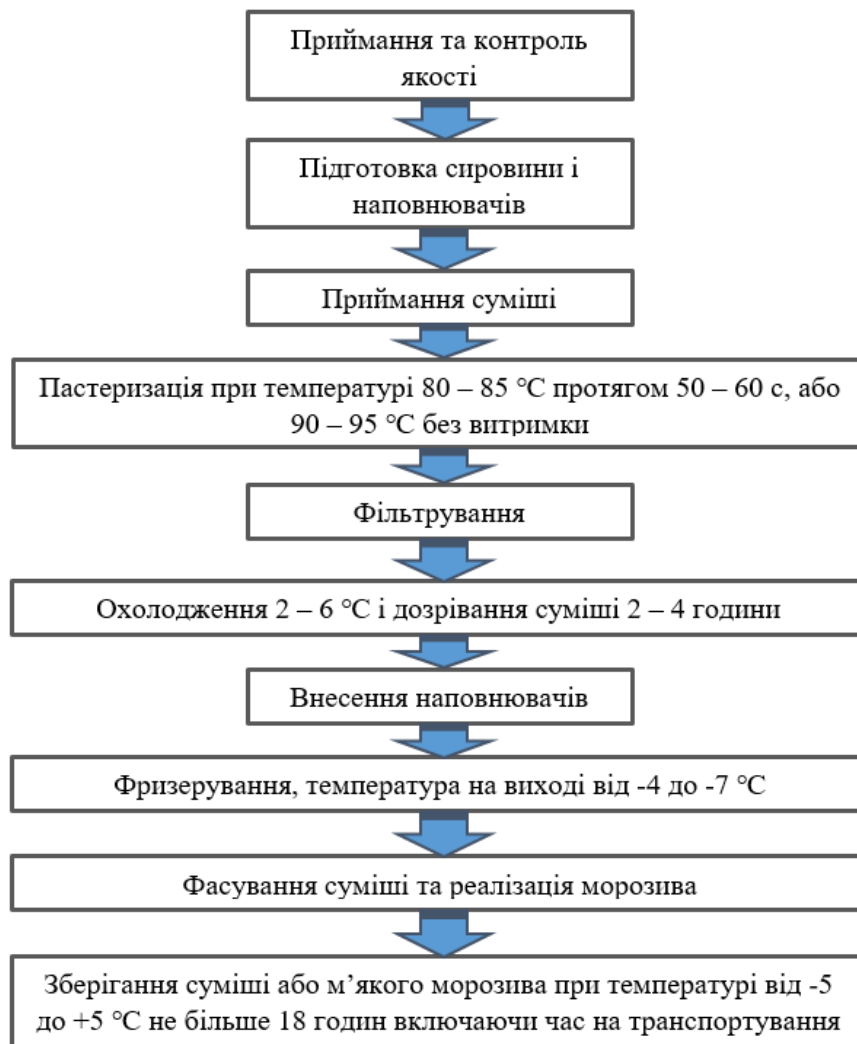 Приймання та контроль
якості
Підготовка сировини і
наповнювачів
Приймання суміші
Пастеризація при температурі 80 – 85 ℃ протягом 50 – 60 с, або
90 – 95 ℃ без витримки
Фільтрування
Охолодження 2 – 6 ℃ і дозрівання суміші 2 – 4 години
Внесення наповнювачів
Фризерування, температура на виході від -4 до -7 ℃
Фасування суміші та реалізація морозива
Зберігання суміші або м’якого морозива при температурі від -5
до +5 ℃ не більше 18 годин включаючи час на транспортування